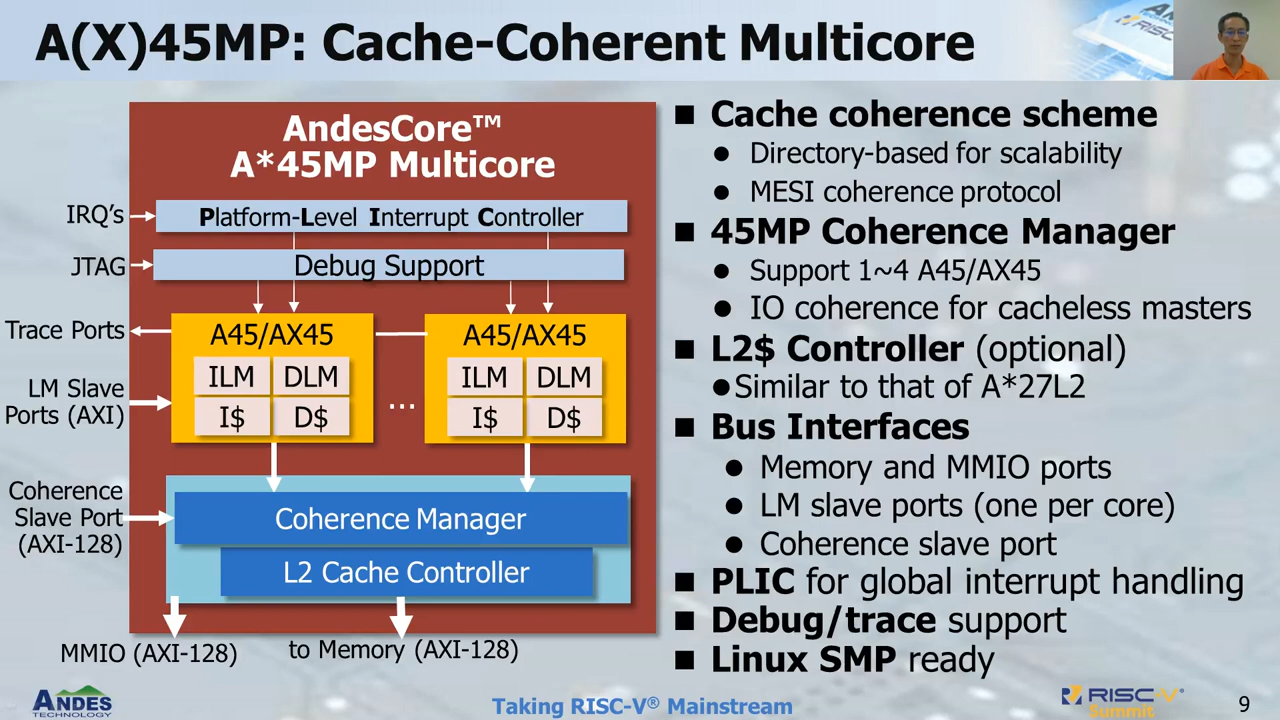 A(X)45MP: Cache-Coherent Multicore
AndesCore™
A*45MP Multicore
IRQ's
Platform-Level Interrupt Controller
JTAG
Debug Support
Trace Ports
A45/AX45
A45/AX45
LM Slave
Ports (AXI)
ILM DLM
I$ D$
...
ILM DLM
I$ D$
Coherence
Slave Port
(AXI-128)
Coherence Manager
L2 Cache Controller
MMIO (AXI-128)
to Memory (AXI-128)
■ Cache coherence scheme
● Directory-based for scalability
● MESI coherence protocol
■ 45MP Coherence Manager
● Support 1~4 A45/AX45
● IO coherence for cacheless masters
■ L2$ Controller (optional)
●Similar to that of A*27L2
■ Bus Interfaces
● Memory and MMIO ports
● LM slave ports (one per core)
● Coherence slave port
■ PLIC for global interrupt handling
■ Debug/trace support
■ Linux SMP ready
ANDES
TECHNOLOGY
Taking RISC-V® Mainstream
RISC-V®
Summit
9